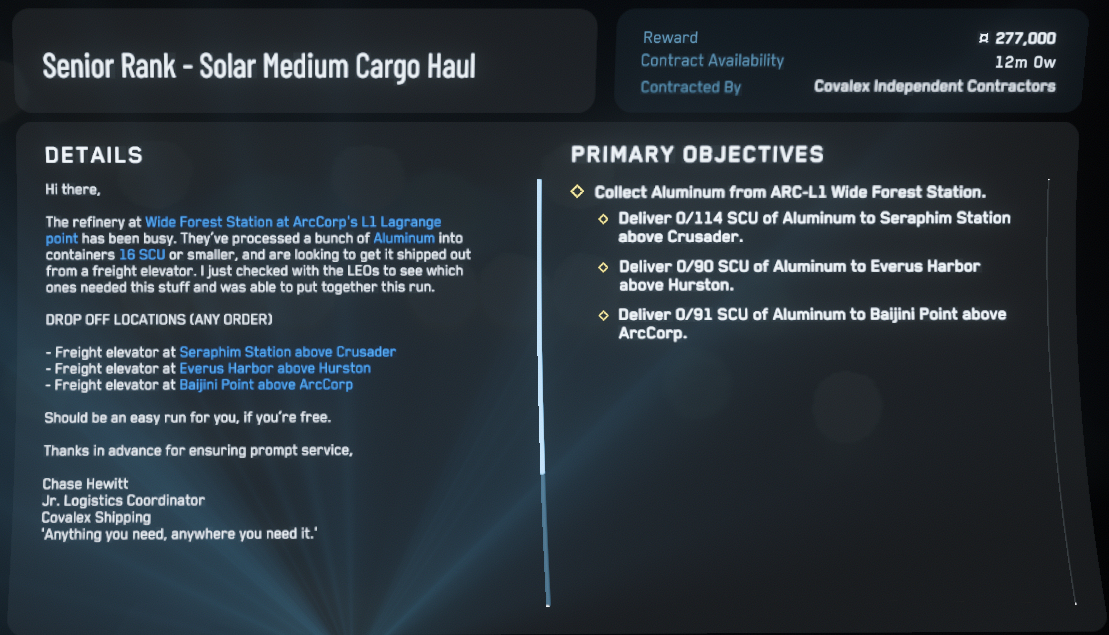 Senior Rank - Solar Medium Cargo Haul
Reward ¤ 277,000
Contract Availability 12m 0w
Contracted By Covalex Independent Contractors
DETAILS
Hi there,
The refinery at Wide Forest Station at ArcCorp's L1 Lagrange
point has been busy. They've processed a bunch of Aluminum into
containers 16 SCU or smaller, and are looking to get it shipped out
from a freight elevator. I just checked with the LEOs to see which
ones needed this stuff and was able to put together this run.
DROP OFF LOCATIONS (ANY ORDER)
- Freight elevator at Seraphim Station above Crusader
- Freight elevator at Everus Harbor above Hurston
- Freight elevator at Baijini Point above ArcCorp
Should be an easy run for you, if you're free.
Thanks in advance for ensuring prompt service,
Chase Hewitt
Jr. Logistics Coordinator
Covalex Shipping
'Anything you need, anywhere you need it.'
PRIMARY OBJECTIVES
Collect Aluminum from ARC-L1 Wide Forest Station.
Deliver 0/114 SCU of Aluminum to Seraphim Station
above Crusader.
Deliver 0/90 SCU of Aluminum to Everus Harbor
above Hurston.
Deliver 0/91 SCU of Aluminum to Baijini Point above
ArcCorp.